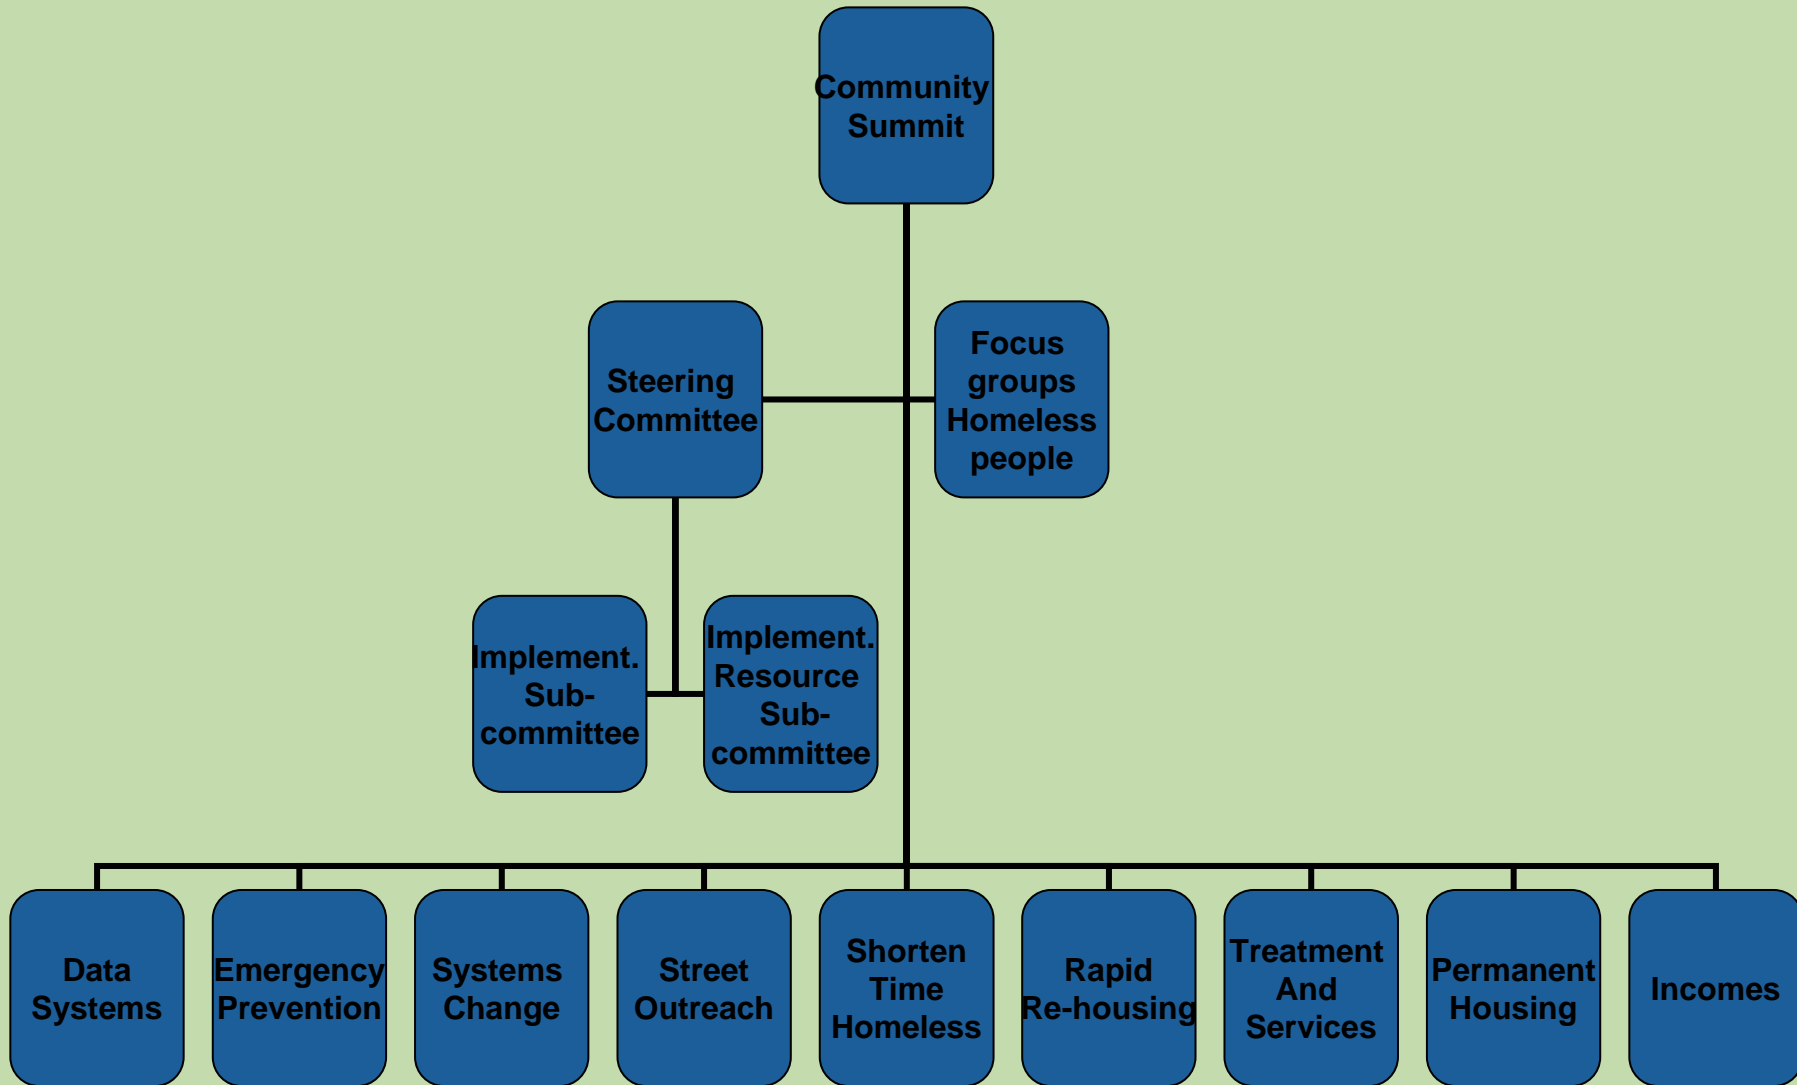 Community
Summit
Steering
Committee
Focus
groups
Homeless
people
Implement.
Sub-
committee
Implement.
Resource
Sub-
committee
Data
Systems
Emergency
Prevention
Systems
Change
Street
Outreach
Shorten
Time
Homeless
Rapid
Re-housing
Treatment
And
Services
Permanent
Housing
Incomes